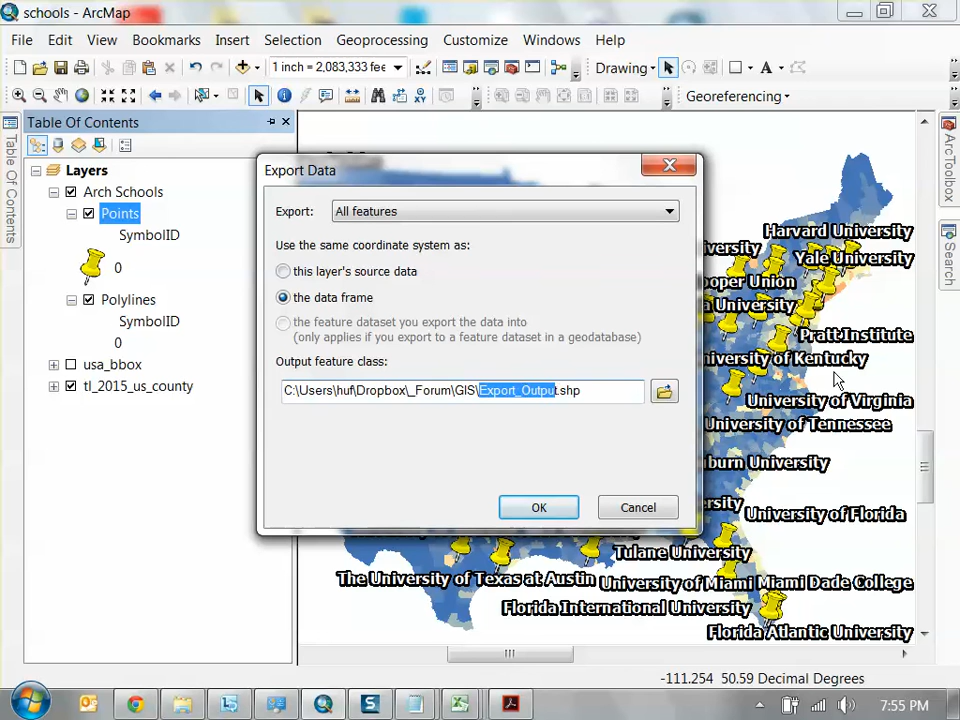 schools - ArcMap
File Edit View Bookmarks Insert Selection Geoprocessing Customize Windows Help
1 inch = 2,083,333 fee
Drawing
Georeferencing
Table Of Contents
Table Of Contents
Layers
Arch Schools
Points
SymbolID
0
Polylines
SymbolID
0
usa_bbox
tl_2015_us_county
Export Data
Export: All features
Use the same coordinate system as:
this layer's source data
the data frame
the feature dataset you export the data into
(only applies if you export to a feature dataset in a geodatabase)
Output feature class:
C:\Users\huf\Dropbox\_Forum\GIS\Export_Output.shp
OK Cancel
Harvard University
Yale University
ooper Union
Pratt Institute
niversity of Kentucky
University of Virginia
University of Tennessee
burn University
University of Florida
Tulane University
The University of Texas at Austin
University of Miami
Miami Dade College
Florida International University
Florida Atlantic University
ArcToolbox
Search
-111.254 50.59 Decimal Degrees
7:55 PM